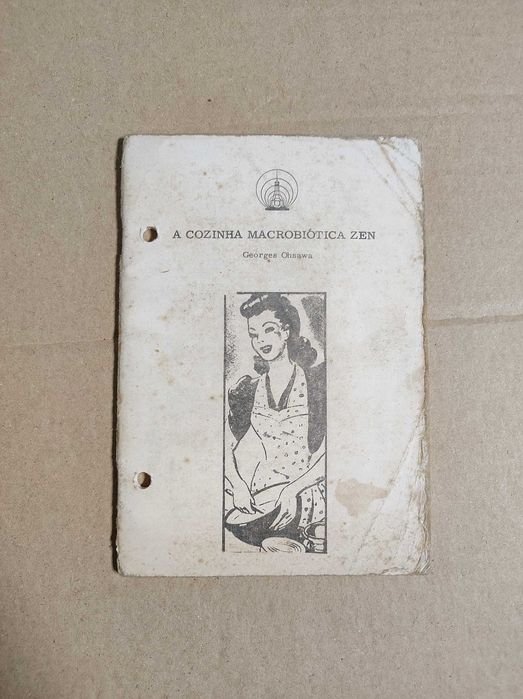 A COZINHA MACROBIÓTICA ZEN
Georges Ohsawa